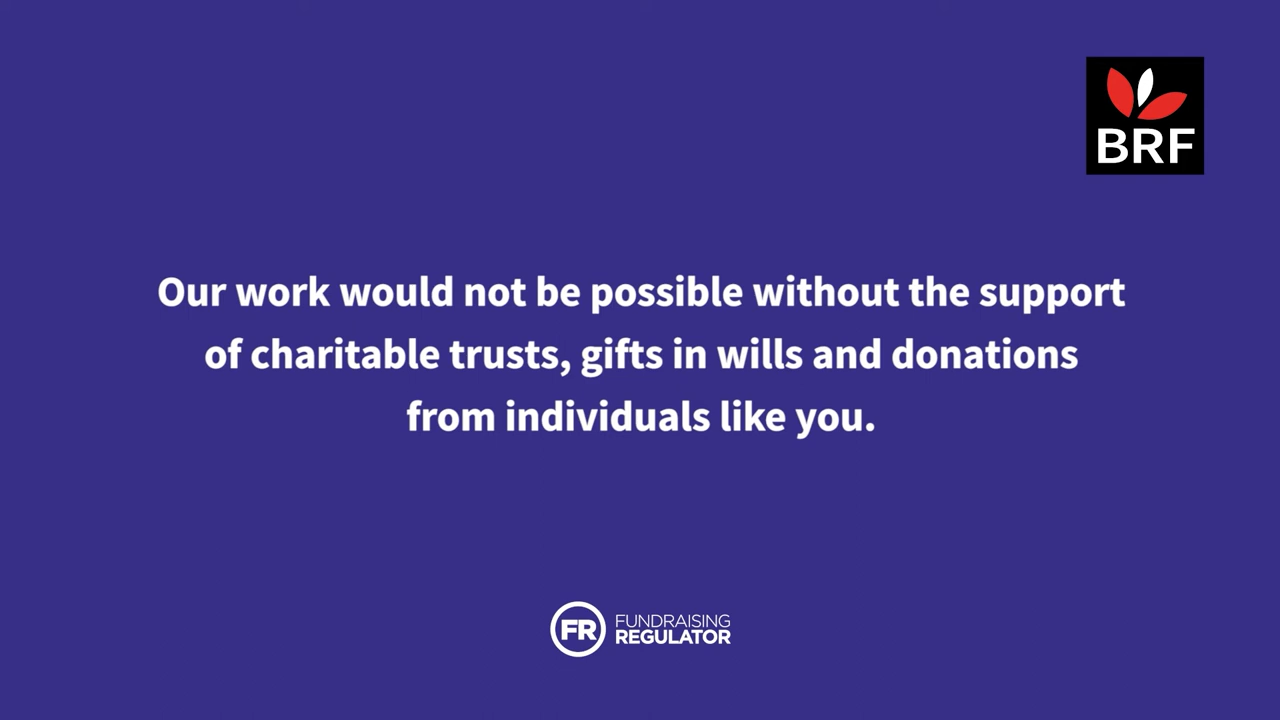 BRF
Our work would not be possible without the support
of charitable trusts, gifts in wills and donations
from individuals like you.
FR
FUNDRAISING
REGULATOR